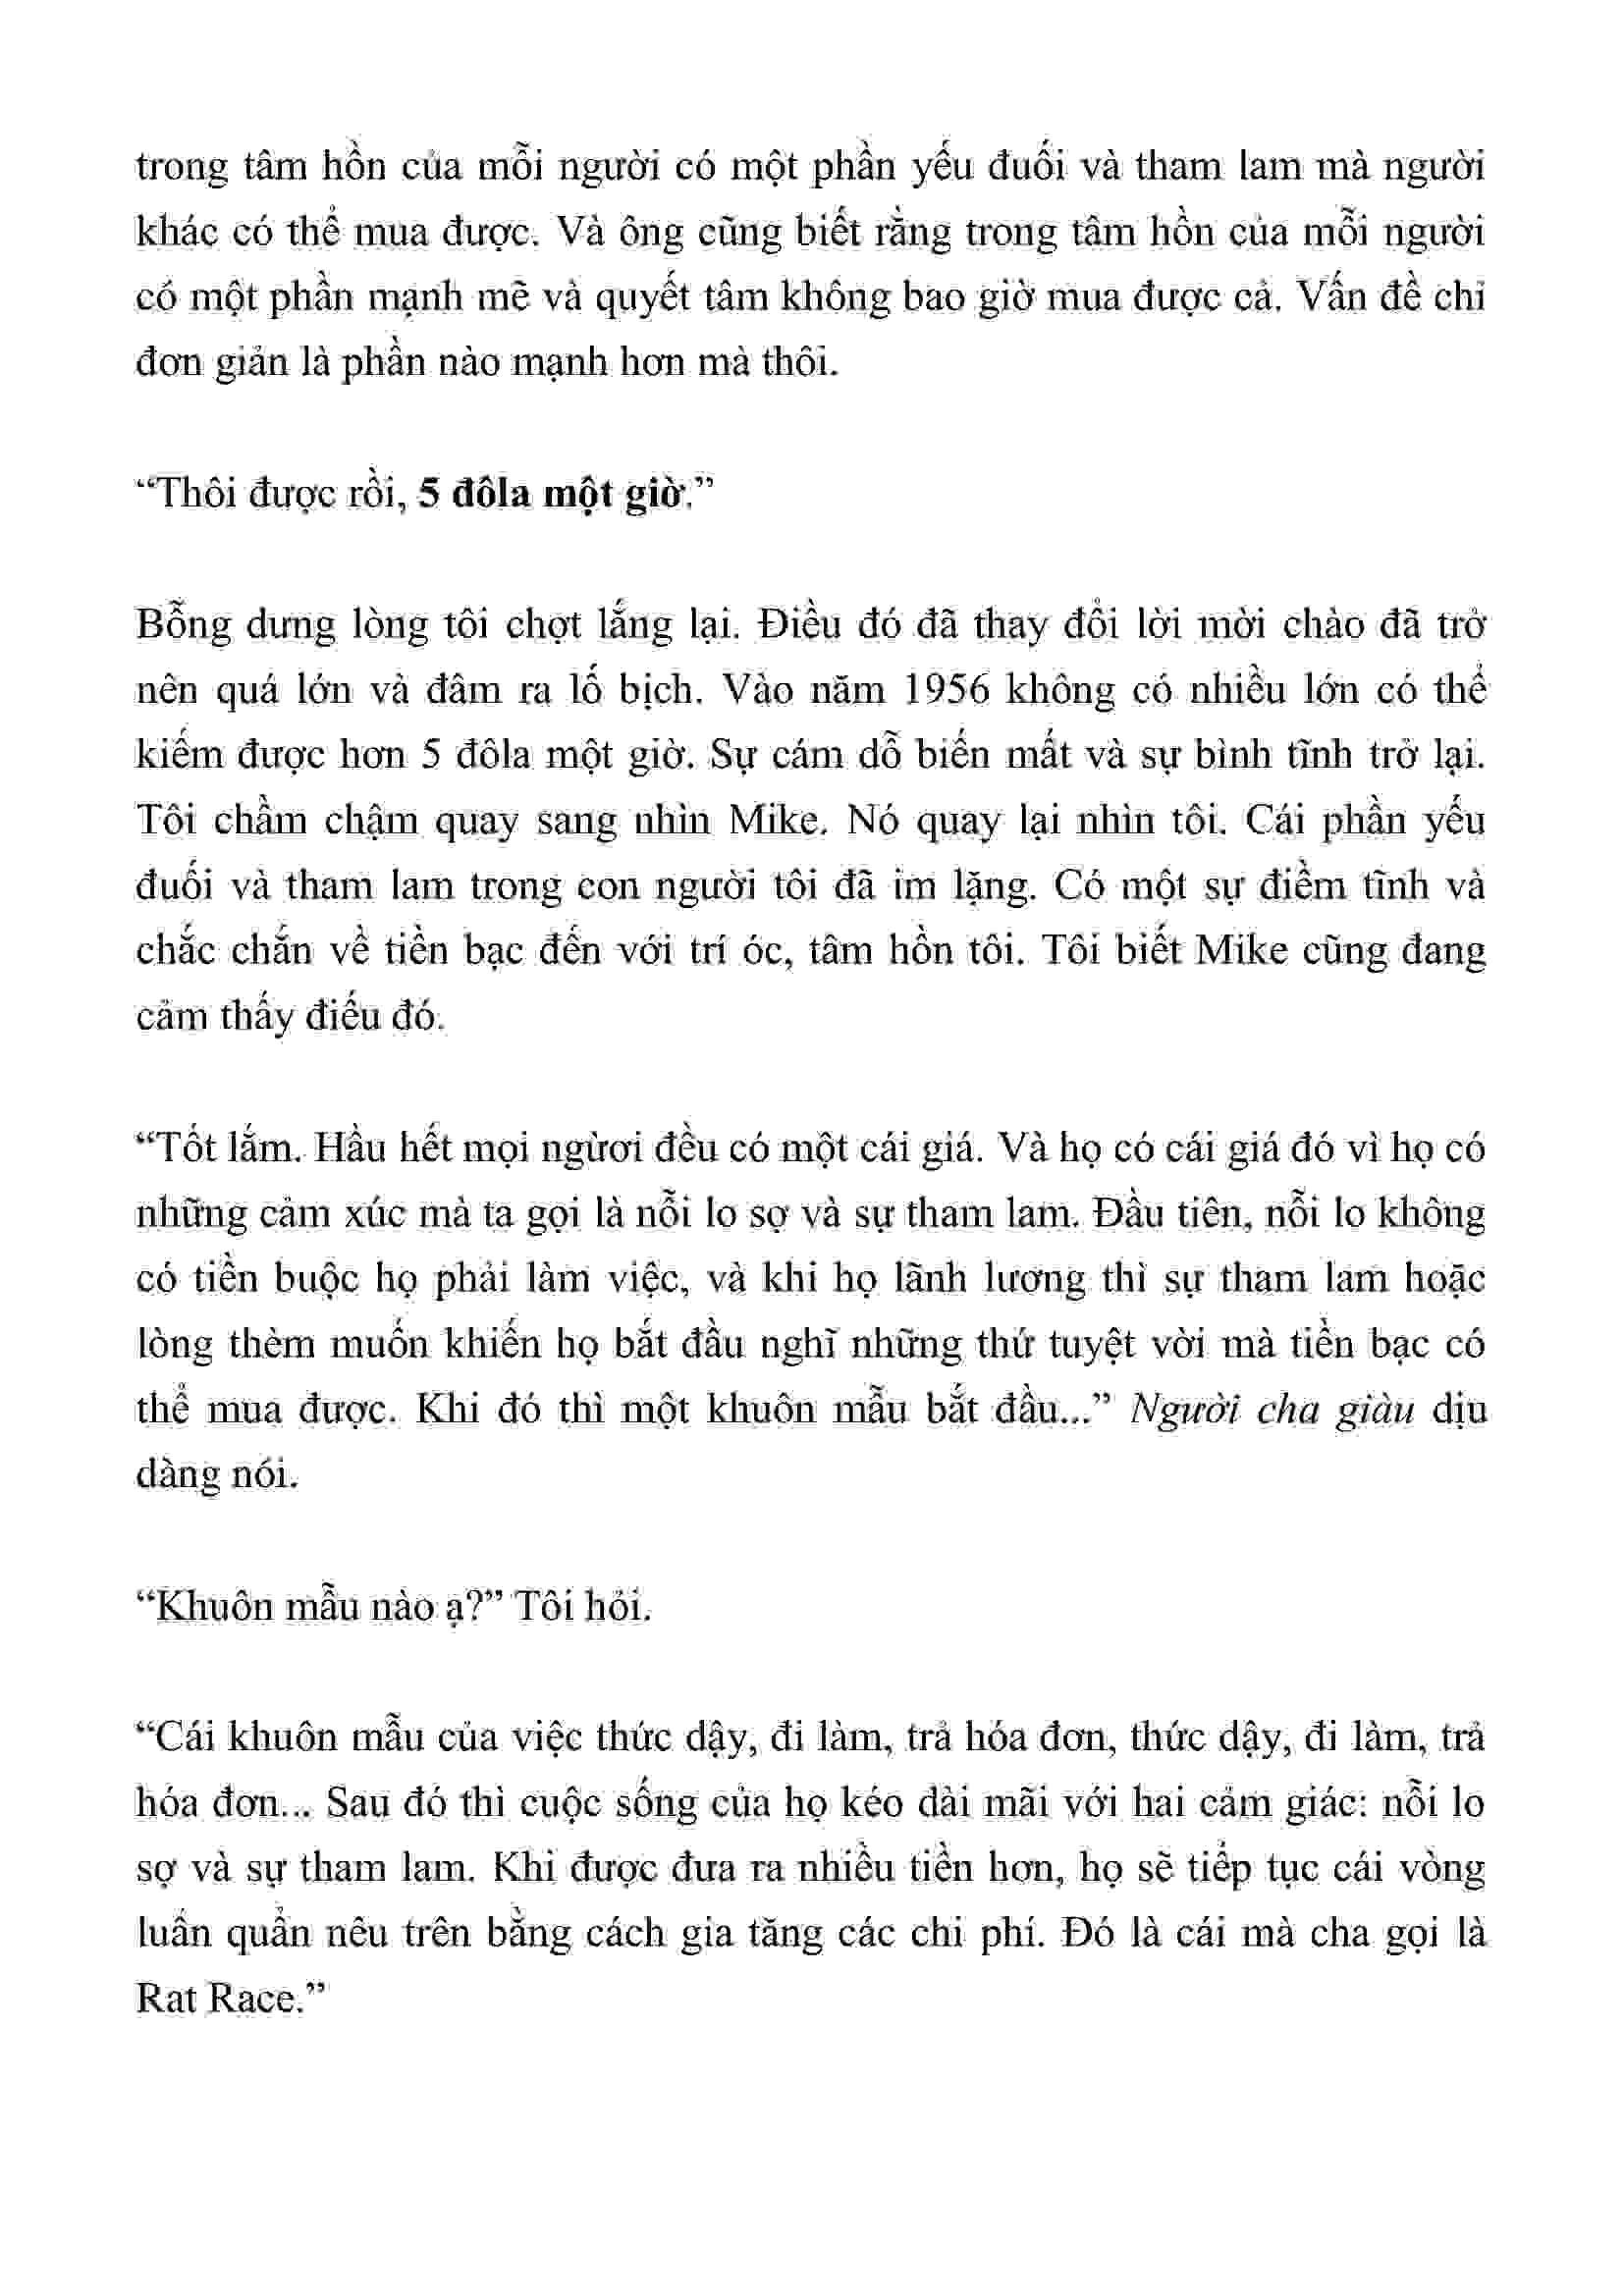 trong tâm hồn của mỗi người có một phần yếu đuối và tham lam mà người
khác có thể mua được. Và ông cũng biết rằng trong tâm hồn của mỗi người
có một phần mạnh mẽ và quyết tâm không bao giờ mua được cả. Vấn đề chỉ
đơn giản là phần nào mạnh hơn mà thôi.
“Thôi được rồi, 5 đôla một giờ.”
Bỗng dưng lòng tôi chợt lắng lại. Điều đó đã thay đổi lời mời chào đã trở
nên quá lớn và đâm ra lố bịch. Vào năm 1956 không có nhiều lớn có thể
kiếm được hơn 5 đôla một giờ. Sự cám dỗ biến mất và sự bình tĩnh trở lại.
Tôi chầm chậm quay sang nhìn Mike. Nó quay lại nhìn tôi. Cái phần yếu
đuối và tham lam trong con người tôi đã im lặng. Có một sự điềm tĩnh và
chắc chắn về tiền bạc đến với trí óc, tâm hồn tôi. Tôi biết Mike cũng đang
cảm thấy điếu đó.
“Tốt lắm. Hầu hết mọi ngừơi đều có một cái giá. Và họ có cái giá đó vì họ có
những cảm xúc mà ta gọi là nỗi lo sợ và sự tham lam. Đầu tiên, nỗi lo không
có tiền buộc họ phải làm việc, và khi họ lãnh lương thì sự tham lam hoặc
lòng thèm muốn khiến họ bắt đầu nghĩ những thứ tuyệt vời mà tiền bạc có
thể mua được. Khi đó thì một khuôn mẫu bắt đầu...” Người cha giàu dịu
dàng nói.
“Khuôn mẫu nào ạ?” Tôi hỏi.
“Cái khuôn mẫu của việc thức dậy, đi làm, trả hóa đơn, thức dậy, đi làm, trả
hóa đơn... Sau đó thì cuộc sống của họ kéo dài mãi với hai cảm giác: nỗi lo
sợ và sự tham lam. Khi được đưa ra nhiều tiền hơn, họ sẽ tiếp tục cái vòng
luẩn quẩn nêu trên bằng cách gia tăng các chi phí. Đó là cái mà cha gọi là
Rat Race.”